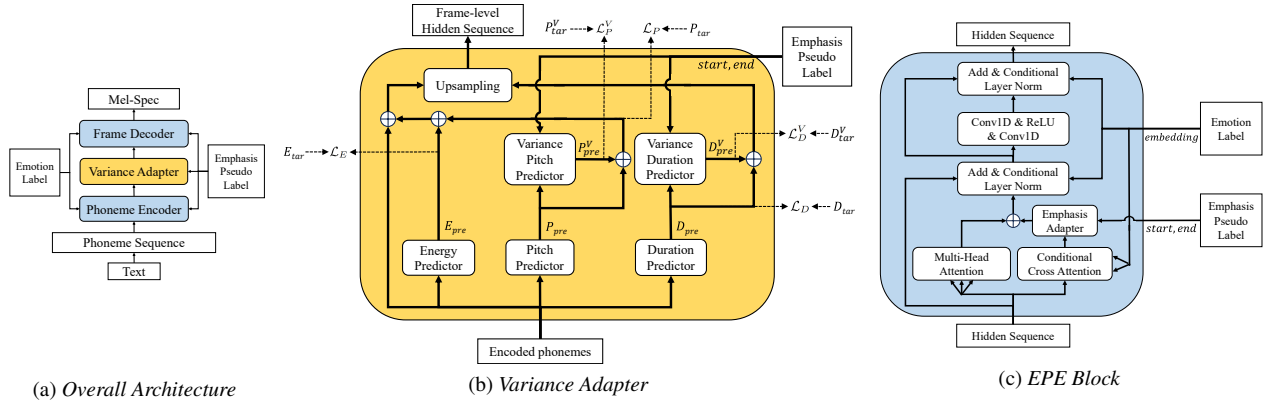 Mel-Spec
Frame Decoder
Emotion
Label
Variance Adapter
Emphasis
Pseudo
Label
Phoneme Encoder
Phoneme Sequence
Text
(a) Overall Architecture
Frame-level
Hidden Sequence
P^V_tar
ℒ^V_P
ℒ_P
P_tar
Emphasis
Pseudo
Label
start, end
Upsampling
E_tar
ℒ_E
Variance
Pitch
Predictor
P^V_pre
Variance
Duration
Predictor
D^V_pre
ℒ^V_D
D^V_tar
ℒ_D
D_tar
E_pre
P_pre
D_pre
Energy
Predictor
Pitch
Predictor
Duration
Predictor
Encoded phonemes
(b) Variance Adapter
Hidden Sequence
Add & Conditional
Layer Norm
Conv1D & ReLU
& Conv1D
embedding
Emotion
Label
Add & Conditional
Layer Norm
Emphasis
Adapter
start, end
Emphasis
Pseudo
Label
Multi-Head
Attention
Conditional
Cross Attention
Hidden Sequence
(c) EPE Block